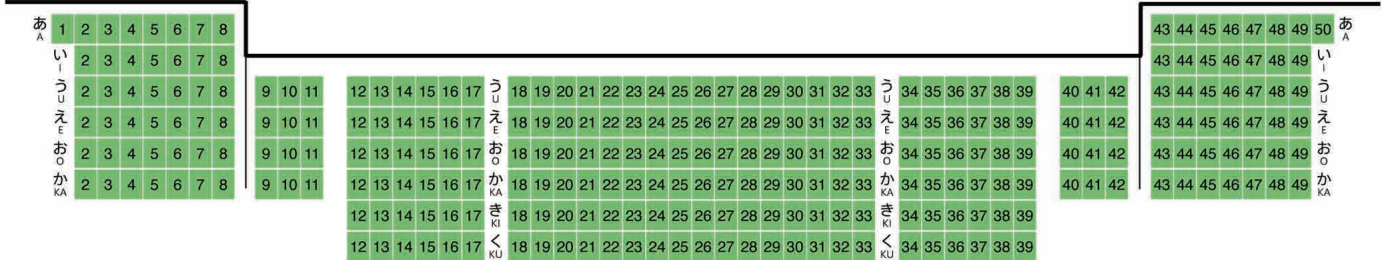 あ A 1 2 3 4 5 6 7 8 43 44 45 46 47 48 49 50 あ A
い I 2 3 4 5 6 7 8 43 44 45 46 47 48 49 い I
う U 2 3 4 5 6 7 8 9 10 11 12 13 14 15 16 17 う U 18 19 20 21 22 23 24 25 26 27 28 29 30 31 32 33 う U 34 35 36 37 38 39 40 41 42 43 44 45 46 47 48 49 う U
え E 2 3 4 5 6 7 8 9 10 11 12 13 14 15 16 17 え E 18 19 20 21 22 23 24 25 26 27 28 29 30 31 32 33 え E 34 35 36 37 38 39 40 41 42 43 44 45 46 47 48 49 え E
お O 2 3 4 5 6 7 8 9 10 11 12 13 14 15 16 17 お O 18 19 20 21 22 23 24 25 26 27 28 29 30 31 32 33 お O 34 35 36 37 38 39 40 41 42 43 44 45 46 47 48 49 お O
か KA 2 3 4 5 6 7 8 9 10 11 12 13 14 15 16 17 か KA 18 19 20 21 22 23 24 25 26 27 28 29 30 31 32 33 か KA 34 35 36 37 38 39 40 41 42 43 44 45 46 47 48 49 か KA
12 13 14 15 16 17 き KI 18 19 20 21 22 23 24 25 26 27 28 29 30 31 32 33 き KI 34 35 36 37 38 39
12 13 14 15 16 17 く KU 18 19 20 21 22 23 24 25 26 27 28 29 30 31 32 33 く KU 34 35 36 37 38 39